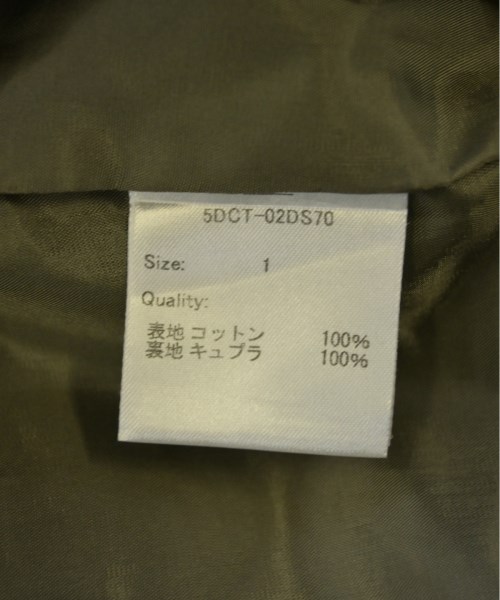 5DCT-02DS70
Size: 1
Quality:
表地 コットン 100%
裏地 キュプラ 100%